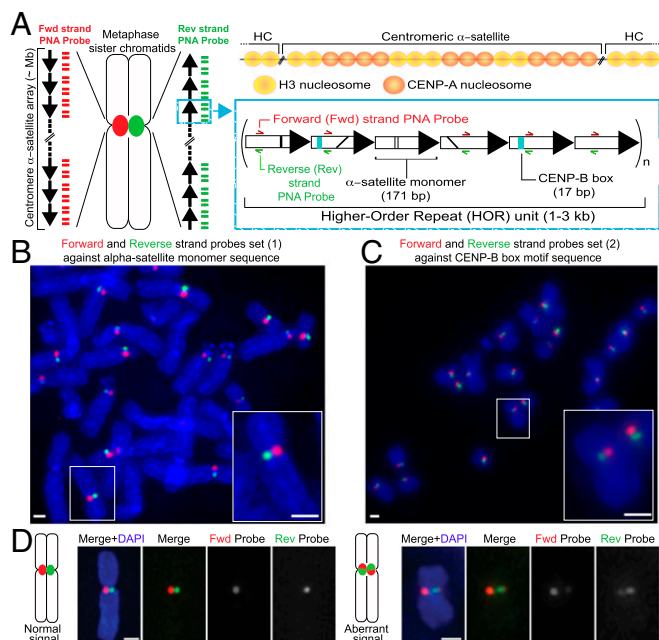 A
Fwd strand
PNA Probe
Metaphase
sister chromatids
Rev strand
PNA Probe
Centromere α-satellite array (~ Mb)
HC
Centromeric α-satellite
HC
H3 nucleosome
CENP-A nucleosome
Forward (Fwd) strand PNA Probe
Reverse (Rev)
strand
PNA Probe
α-satellite monomer
(171 bp)
CENP-B box
(17 bp)
n
Higher-Order Repeat (HOR) unit (1-3 kb)
B
Forward and Reverse strand probes set (1)
against alpha-satellite monomer sequence
C
Forward and Reverse strand probes set (2)
against CENP-B box motif sequence
D
Normal
signal
Merge+DAPI
Merge
Fwd Probe
Rev Probe
Aberrant
signal
Merge+DAPI
Merge
Fwd Probe
Rev Probe